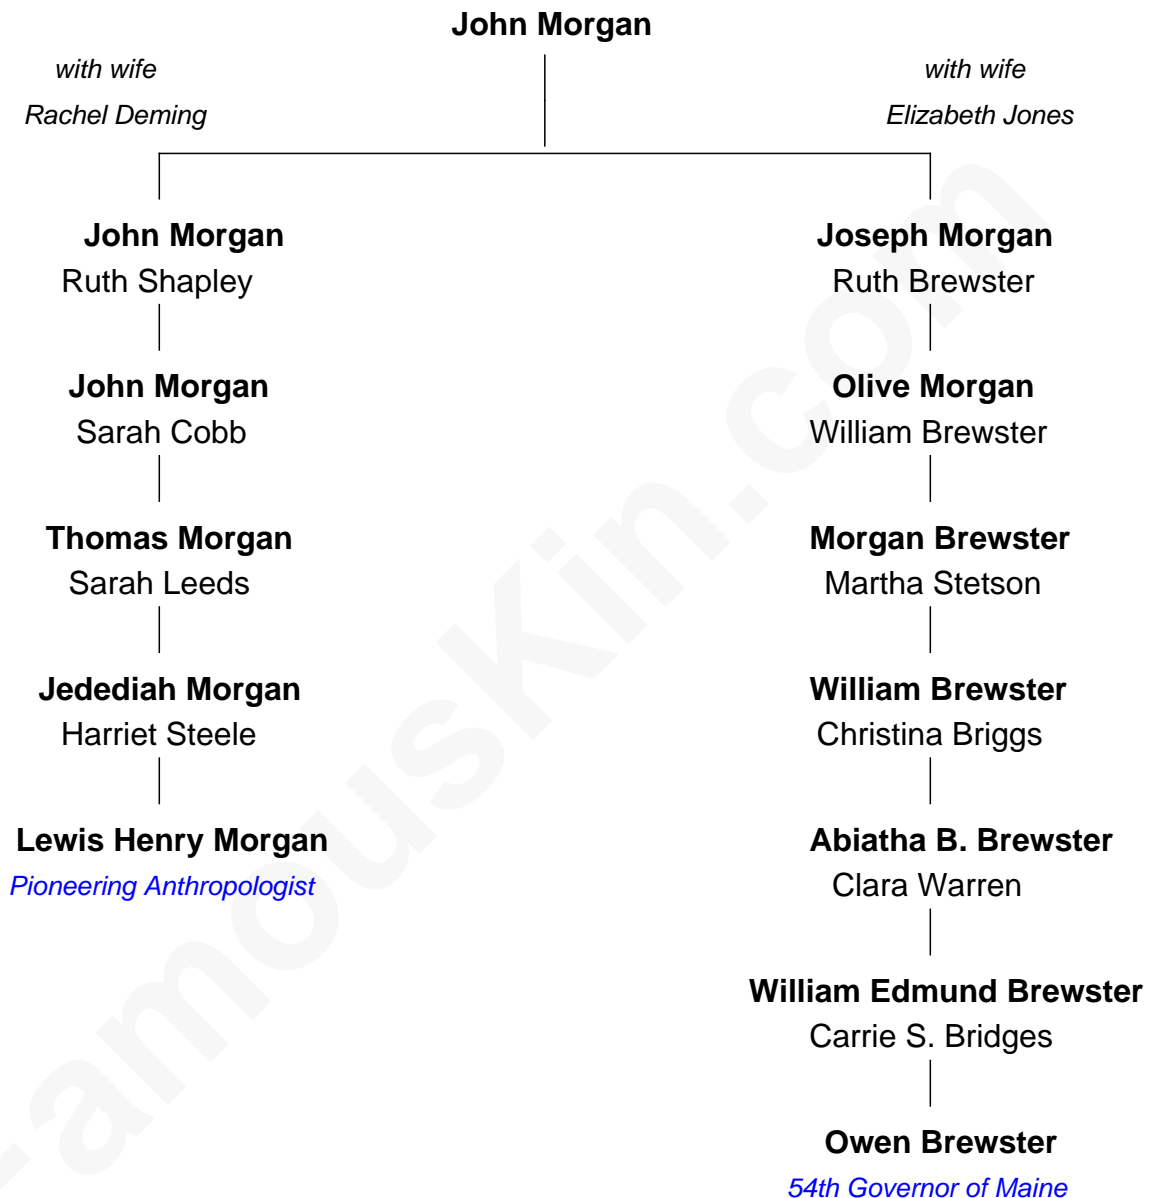 John Morgan
with wife
Rachel Deming
with wife
Elizabeth Jones
John Morgan
Ruth Shapley
John Morgan
Sarah Cobb
Thomas Morgan
Sarah Leeds
Jedediah Morgan
Harriet Steele
Lewis Henry Morgan
Pioneering Anthropologist
Joseph Morgan
Ruth Brewster
Olive Morgan
William Brewster
Morgan Brewster
Martha Stetson
William Brewster
Christina Briggs
Abiatha B. Brewster
Clara Warren
William Edmund Brewster
Carrie S. Bridges
Owen Brewster
54th Governor of Maine
FamousKin.com